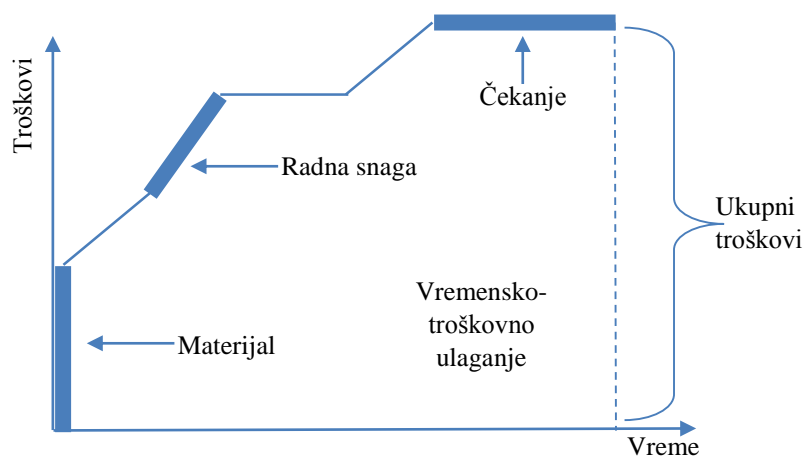 Troškovi
Čekanje
Radna snaga
Ukupni
troškovi
Vremensko-
troškovno
ulaganje
Materijal
Vreme